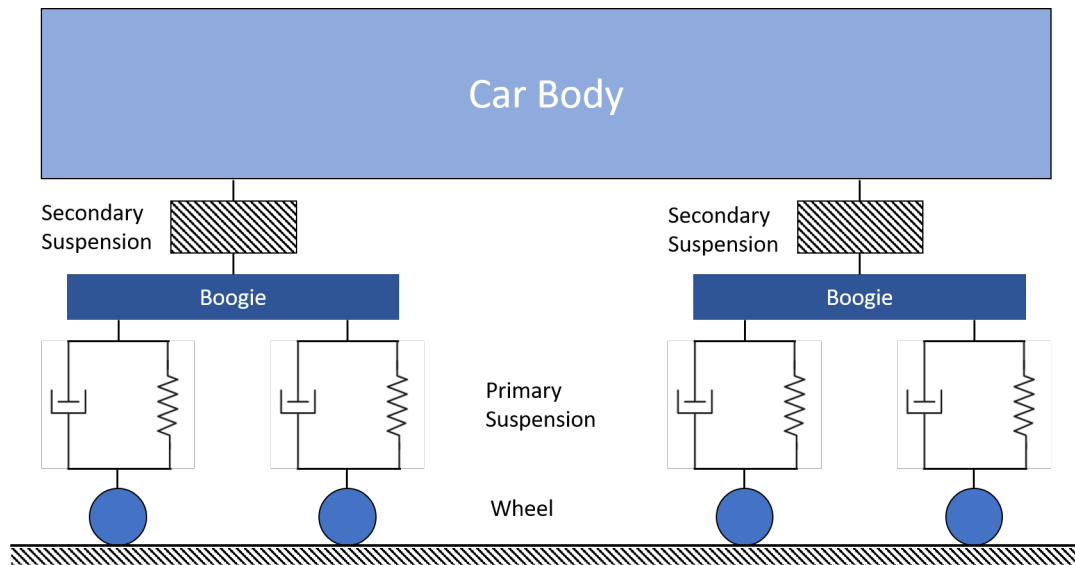 Car Body
Secondary
Suspension
Secondary
Suspension
Boogie
Boogie
Primary
Suspension
Wheel